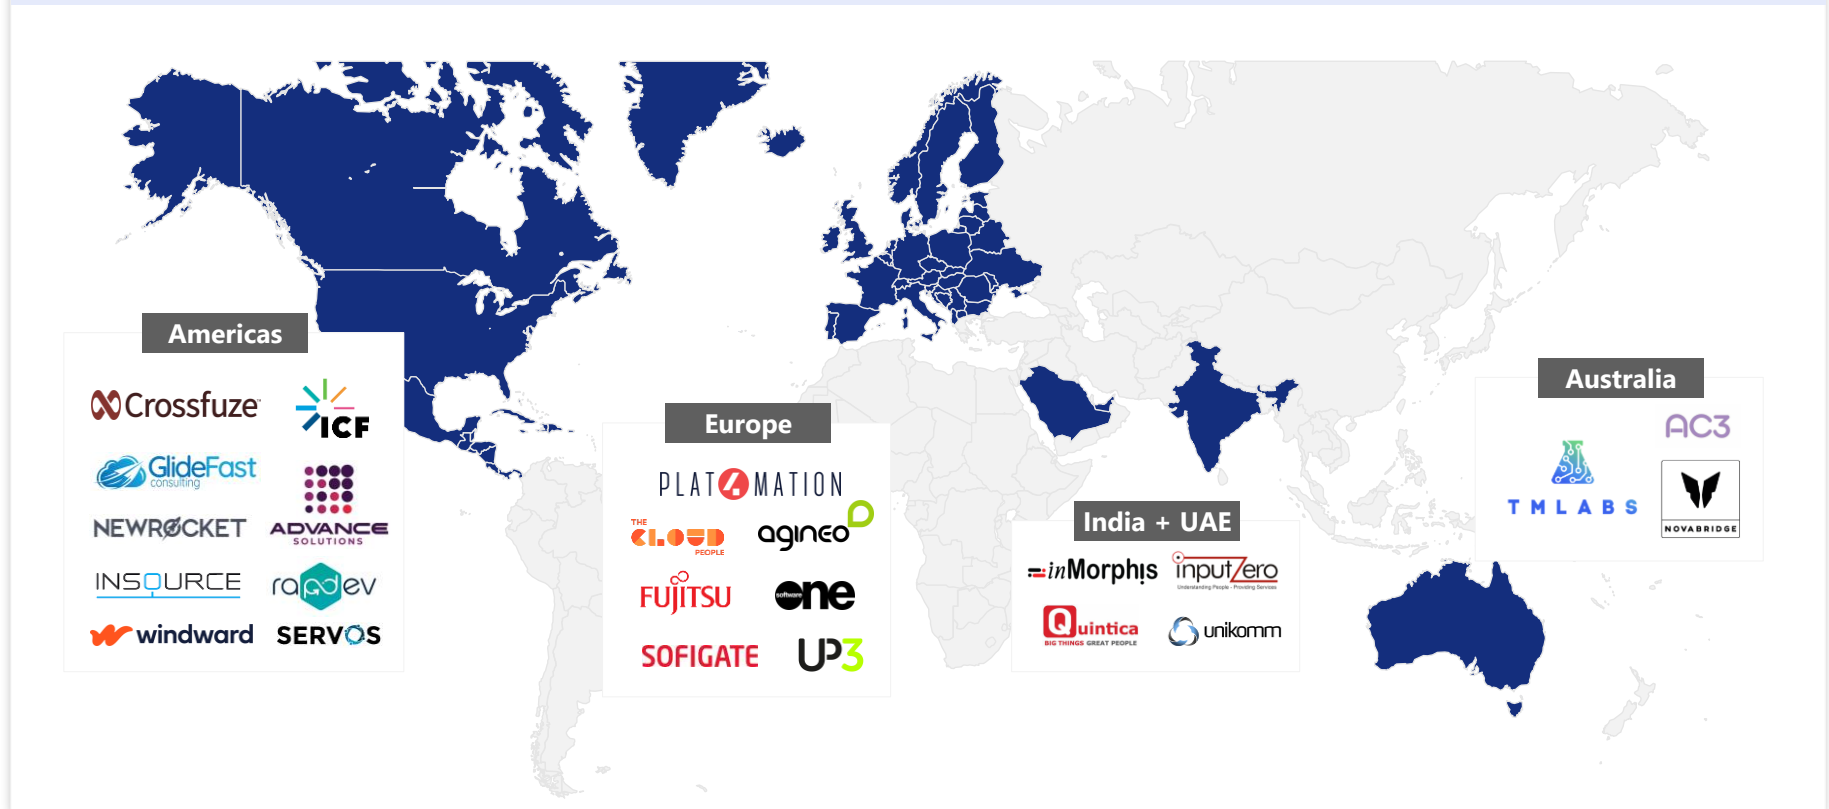 Americas
Crossfuze™
ICF
GlideFast
consulting
ADVANCE
SOLUTIONS
NEWROCKET
INSOURCE
rapdev
windward
SERVOS
Europe
PLAT4MATION
THE
CLOUD
PEOPLE
agineo
FUJITSU
software
one
SOFIGATE
UP3
India + UAE
inMorphis
inputZero
Understanding People - Providing Services
Quintica
BIG THINGS GREAT PEOPLE
unikomm
Australia
AC3
TMLABS
NOVABRIDGE